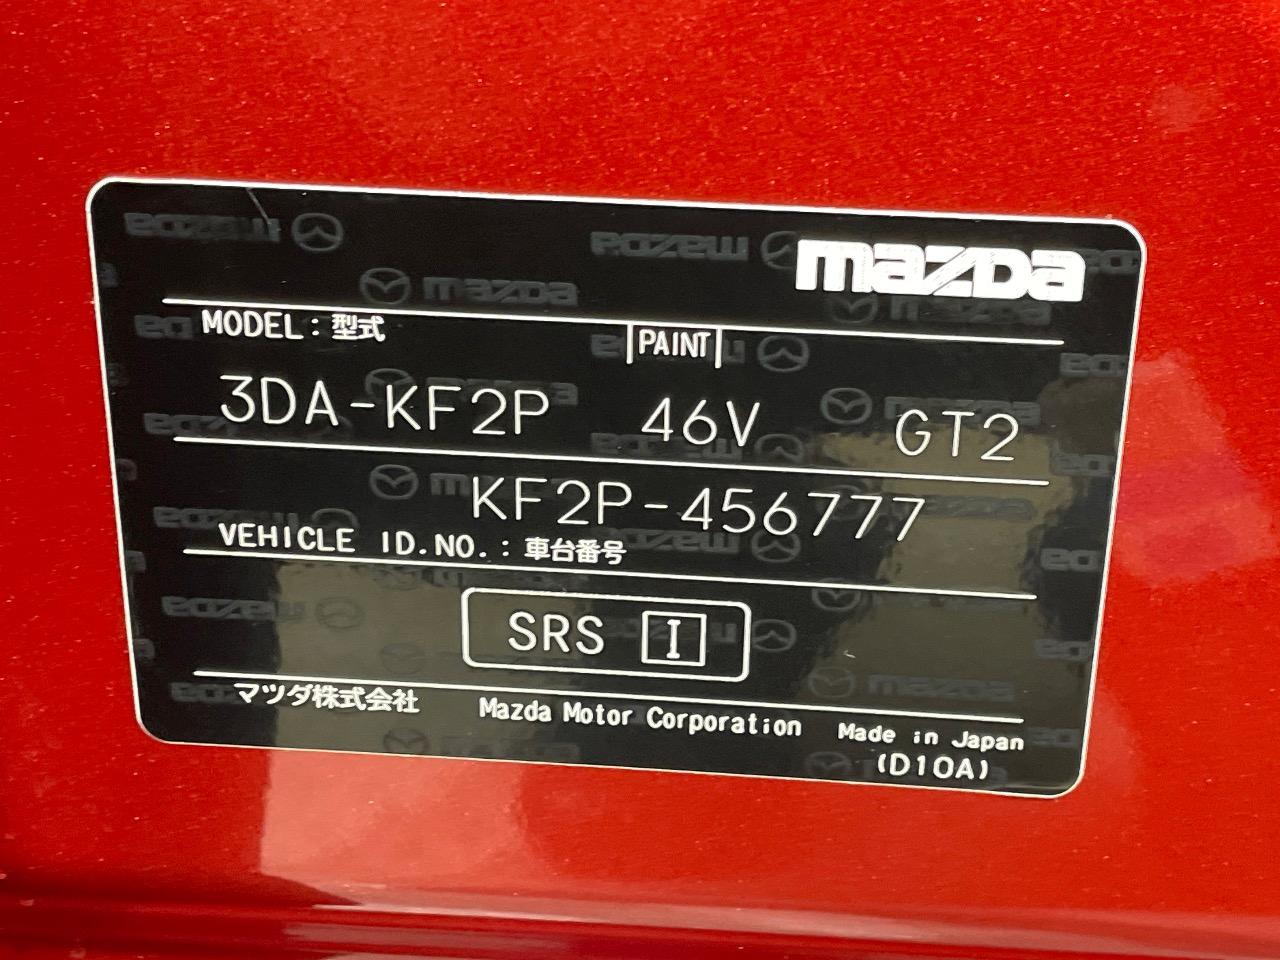 mazda
MODEL : 型式 |PAINT|
3DA-KF2P 46V GT2
KF2P-456777
VEHICLE ID.NO. : 車台番号
SRS I
マツダ株式会社 Mazda Motor Corporation Made in Japan
(D10A)